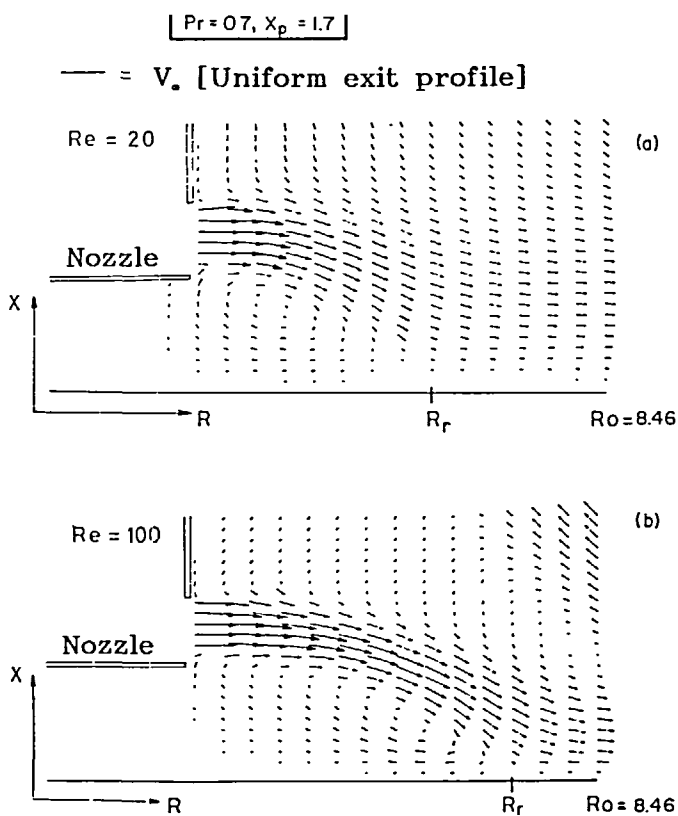 Pr = 0.7, Xp = 1.7
— = V. [Uniform exit profile]
Re = 20
(a)
Nozzle
X
R
Rr
Ro = 8.46
(b)
Re = 100
Nozzle
X
R
Rr
Ro = 8.46